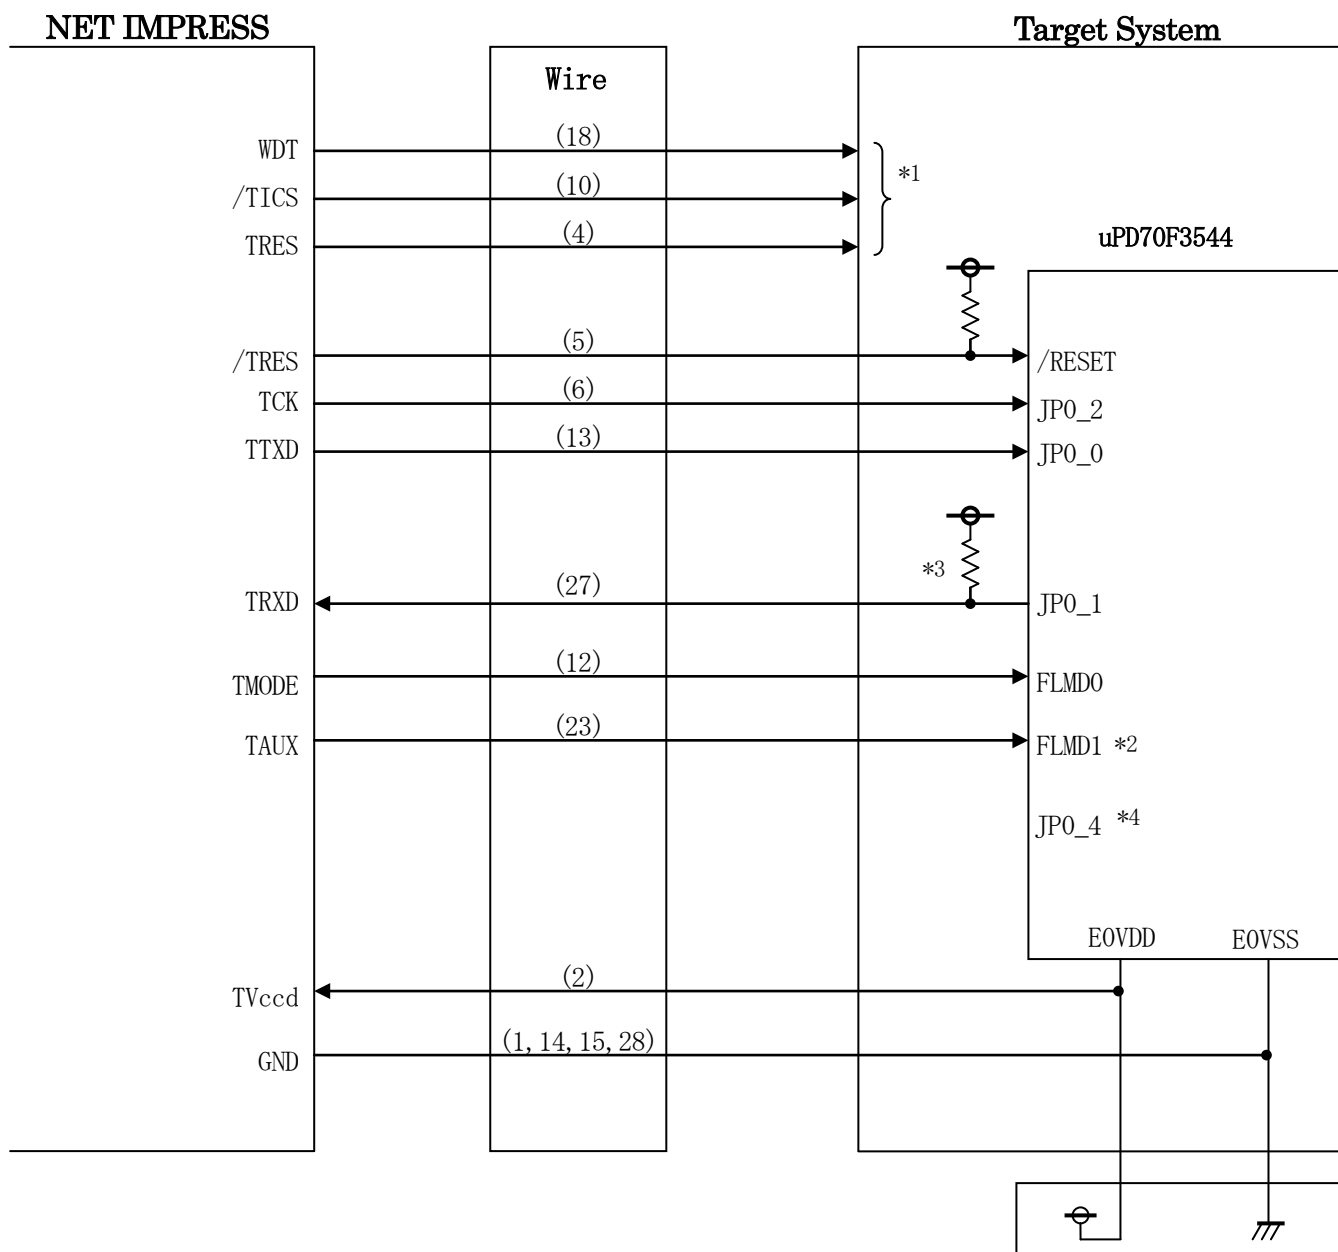 NET IMPRESS
Target System
Wire
WDT (18)
*1
/TICS (10)
TRES (4)
uPD70F3544
/TRES (5) /RESET
TCK (6) JP0_2
TTXD (13) JP0_0
*3
TRXD (27) JP0_1
TMODE (12) FLMD0
TAUX (23) FLMD1 *2
JP0_4 *4
E0VDD E0VSS
TVccd (2)
GND (1,14,15,28)